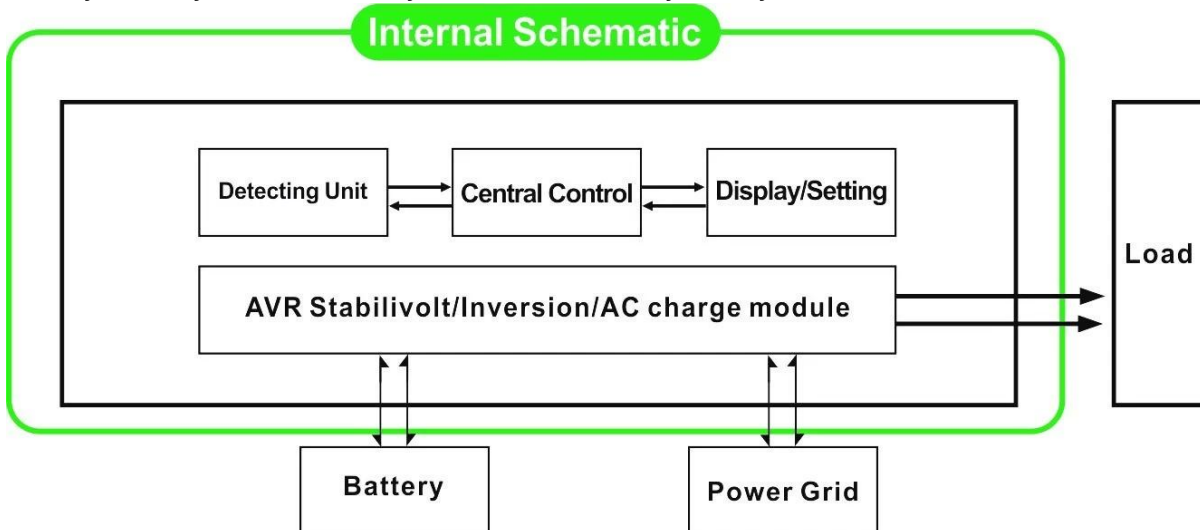 Internal Schematic
Detecting Unit
Central Control
Display/Setting
Load
AVR Stabilivolt/Inversion/AC charge module
Battery
Power Grid